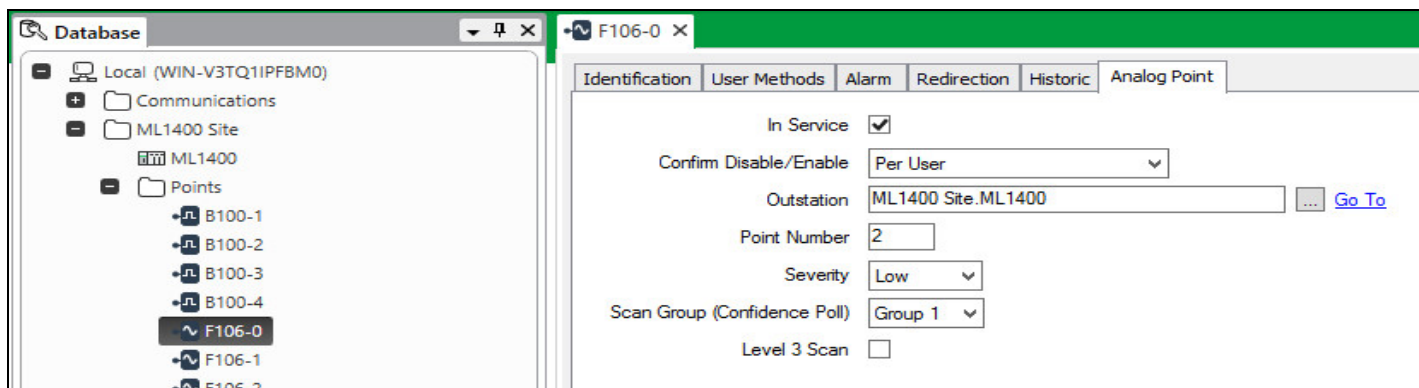 Database
Local (WIN-V3TQ1IPFBM0)
Communications
ML1400 Site
ML1400
Points
B100-1
B100-2
B100-3
B100-4
F106-0
F106-1
F106-2
F106-0
Identification User Methods Alarm Redirection Historic Analog Point
In Service
Confirm Disable/Enable Per User
Outstation ML1400 Site.ML1400 ... Go To
Point Number 2
Severity Low
Scan Group (Confidence Poll) Group 1
Level 3 Scan